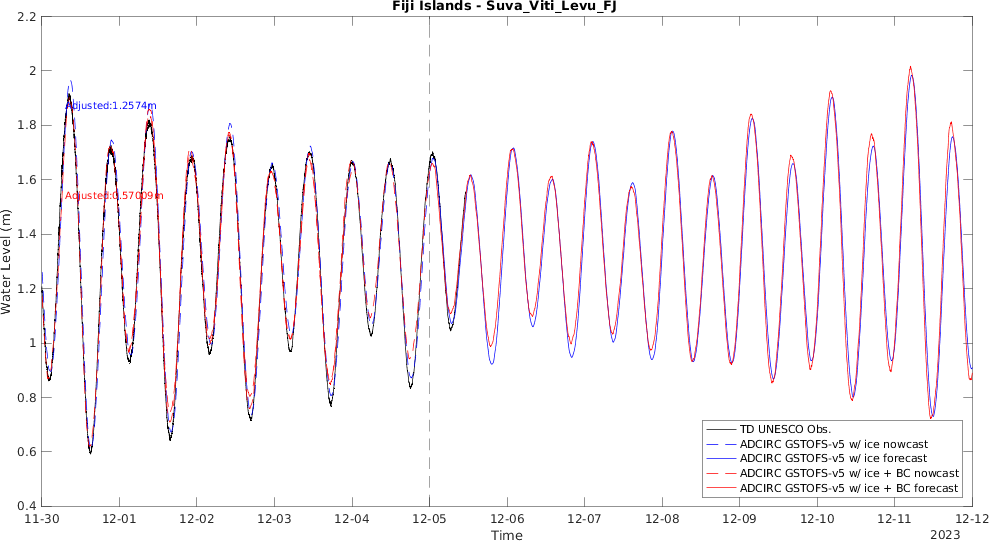 Fiji Islands - Suva_Viti_Levu_FJ
2.2
2
1.8
1.6
1.4
1.2
1
0.8
0.6
0.4
Water Level (m)
Adjusted:1.2574m
Adjusted:0.57009m
TD UNESCO Obs.
ADCIRC GSTOFS-v5 w/ ice nowcast
ADCIRC GSTOFS-v5 w/ ice forecast
ADCIRC GSTOFS-v5 w/ ice + BC nowcast
ADCIRC GSTOFS-v5 w/ ice + BC forecast
11-30 12-01 12-02 12-03 12-04 12-05 12-06 12-07 12-08 12-09 12-10 12-11 12-12
Time
2023